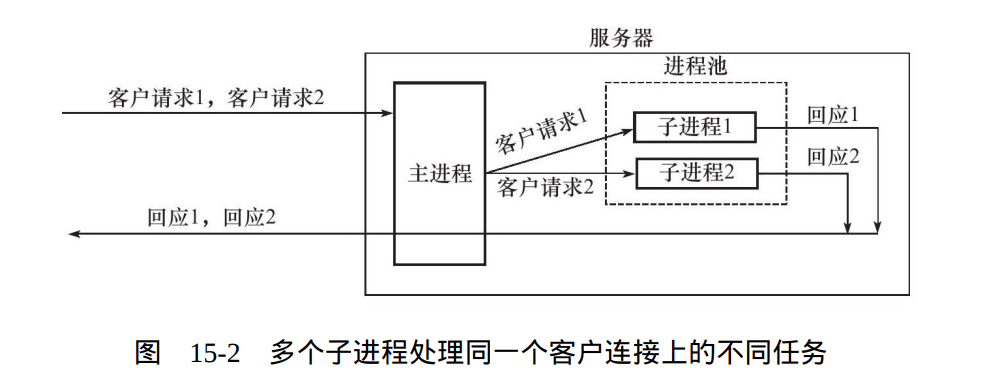 服务器
进程池
客户请求1，客户请求2
客户请求1
子进程1
回应1
主进程
客户请求2
子进程2
回应2
回应1，回应2
图 15-2 多个子进程处理同一个客户连接上的不同任务